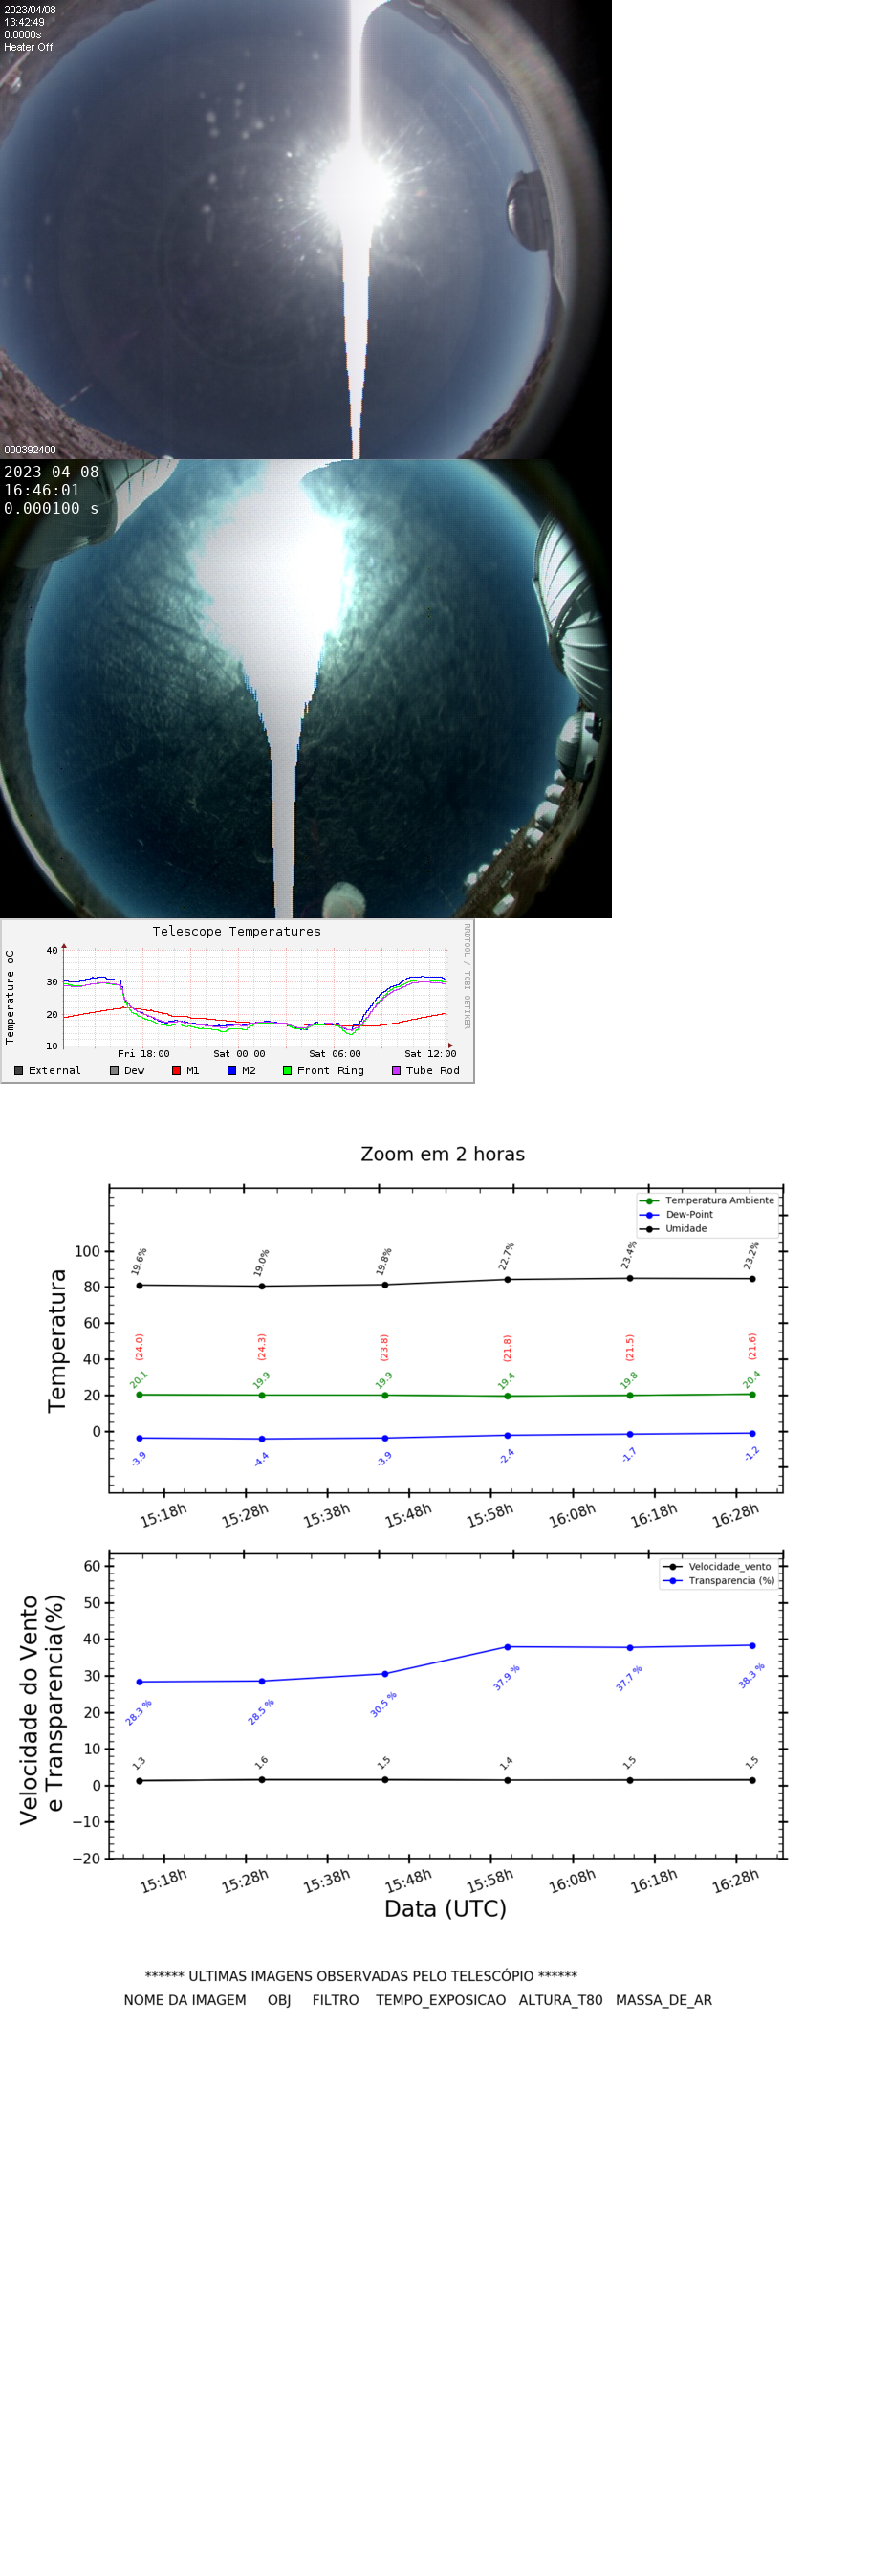 2023/04/08
13:42:49
0.0000s
Heater Off
000392400
2023-04-08
16:46:01
0.000100 s
Telescope Temperatures
RRDTOOL / TOBI OETIKER
Temperature oC
40
30
20
10
Fri 18:00 Sat 00:00 Sat 06:00 Sat 12:00
External Dew M1 M2 Front Ring Tube Rod
Zoom em 2 horas
Temperatura Ambiente
Dew-Point
Umidade
Temperatura
100
80
60
40
20
0
19.6% 19.0% 19.8% 22.7% 23.4% 23.2%
(24.0) (24.3) (23.8) (21.8) (21.5) (21.6)
20.1 19.9 19.9 19.4 19.8 20.4
-3.9 -4.4 -3.9 -2.4 -1.7 -1.2
15:18h 15:28h 15:38h 15:48h 15:58h 16:08h 16:18h 16:28h
Velocidade_vento
Transparencia (%)
Velocidade do Vento
e Transparencia(%)
60
50
40
30
20
10
0
−10
−20
28.3 % 28.5 % 30.5 % 37.9 % 37.7 % 38.3 %
1.3 1.6 1.5 1.4 1.5 1.5
15:18h 15:28h 15:38h 15:48h 15:58h 16:08h 16:18h 16:28h
Data (UTC)
****** ULTIMAS IMAGENS OBSERVADAS PELO TELESCÓPIO ******
NOME DA IMAGEM OBJ FILTRO TEMPO_EXPOSICAO ALTURA_T80 MASSA_DE_AR